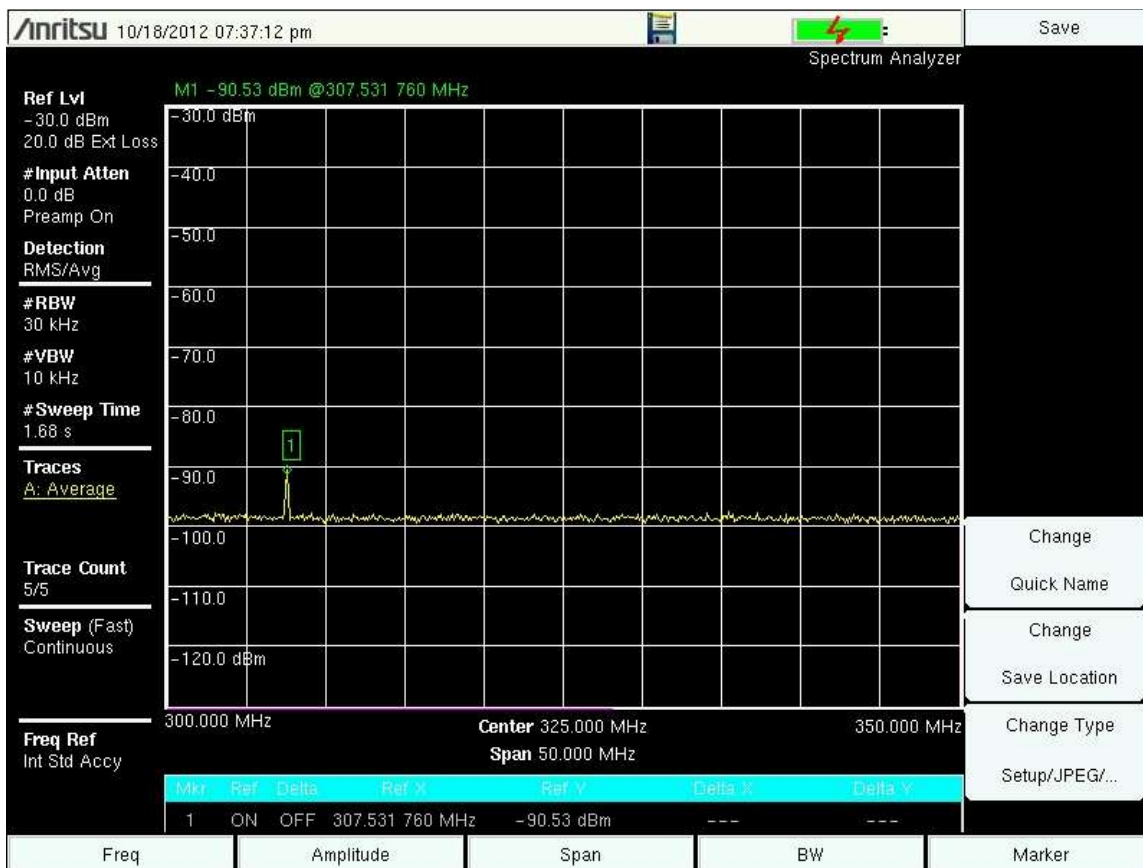 Anritsu 10/18/2012 07:37:12 pm
Save
Spectrum Analyzer
M1 -90.53 dBm @307.531 760 MHz
Ref Lvl
-30.0 dBm
20.0 dB Ext Loss
#Input Atten
0.0 dB
Preamp On
Detection
RMS/Avg
#RBW
30 kHz
#VBW
10 kHz
#Sweep Time
1.68 s
Traces
A: Average
Trace Count
5/5
Sweep (Fast)
Continuous
Freq Ref
Int Std Accy
-30.0 dBm
-40.0
-50.0
-60.0
-70.0
-80.0
1
-90.0
-100.0
-110.0
-120.0 dBm
300.000 MHz
Center 325.000 MHz
350.000 MHz
Span 50.000 MHz
Mkr Ref Delta Ref X Ref Y Delta X Delta Y
1 ON OFF 307.531 760 MHz -90.53 dBm --- ---
Change
Quick Name
Change
Save Location
Change Type
Setup/JPEG/...
Freq Amplitude Span BW Marker